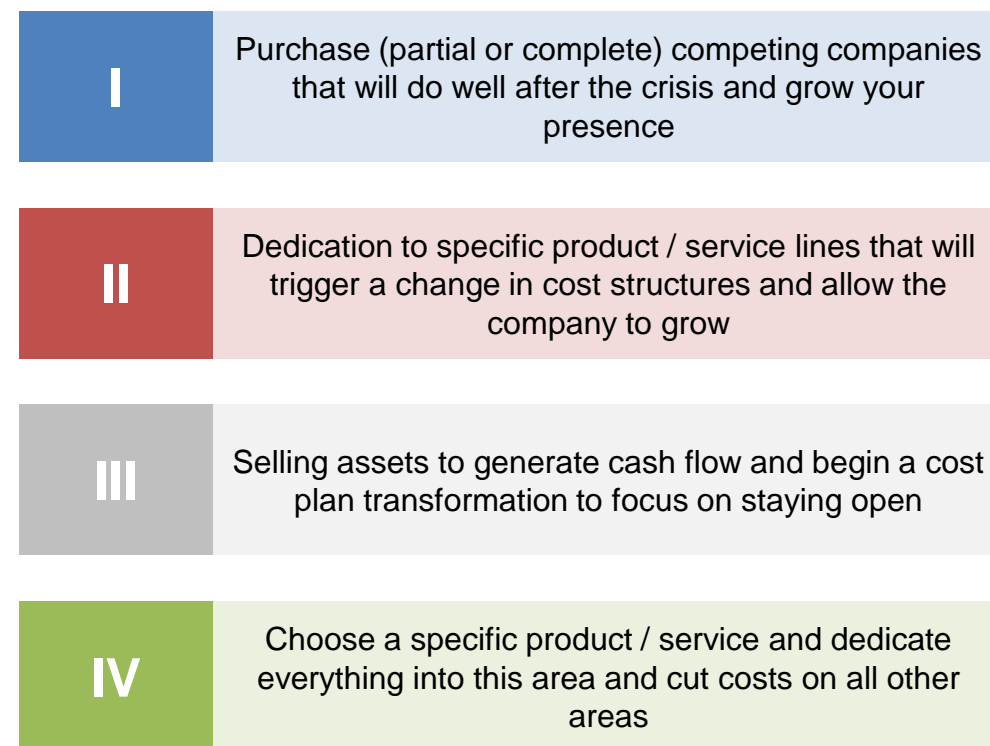 I
Purchase (partial or complete) competing companies
that will do well after the crisis and grow your
presence
II
Dedication to specific product / service lines that will
trigger a change in cost structures and allow the
company to grow
III
Selling assets to generate cash flow and begin a cost
plan transformation to focus on staying open
IV
Choose a specific product / service and dedicate
everything into this area and cut costs on all other
areas